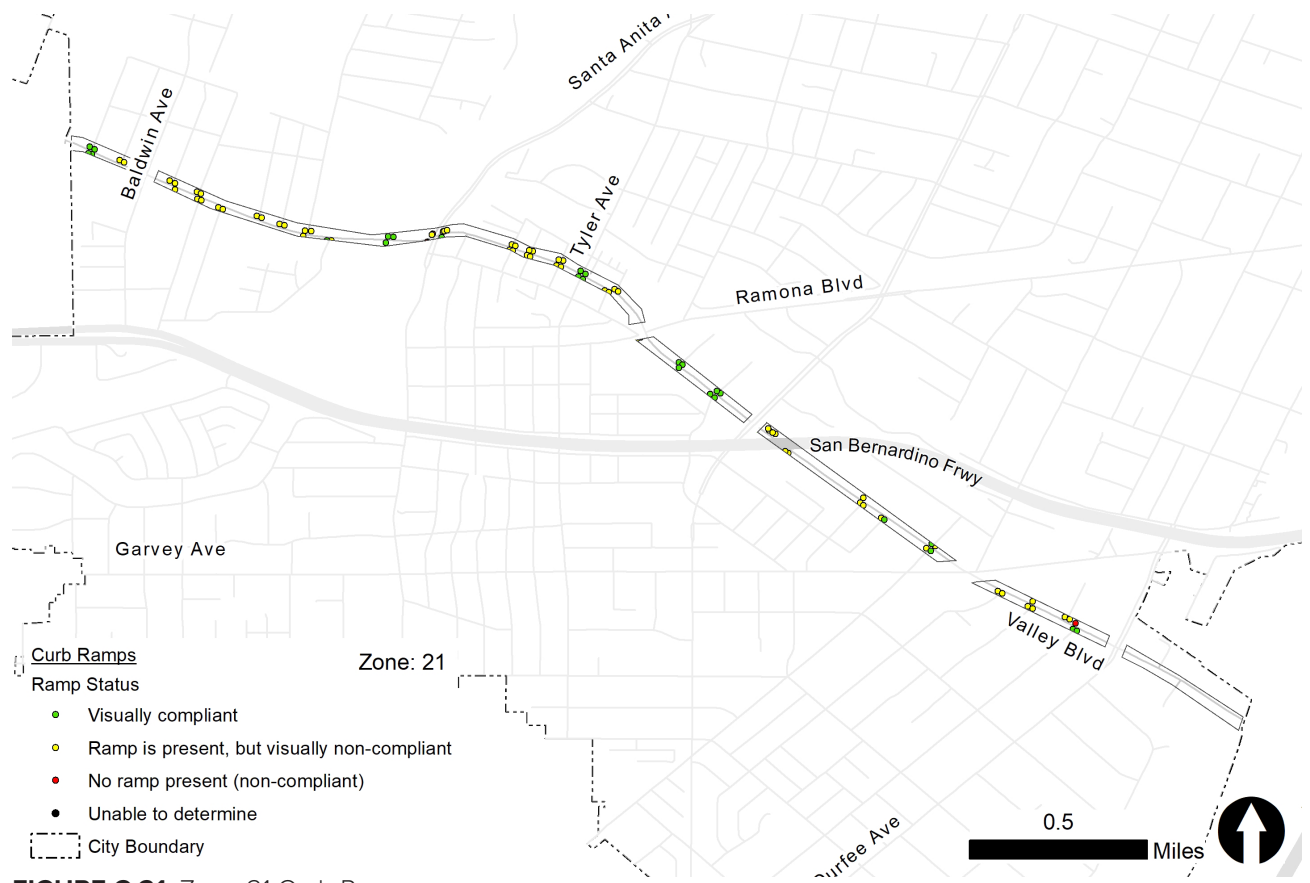 Santa Anita
Baldwin Ave
Tyler Ave
Ramona Blvd
San Bernardino Frwy
Garvey Ave
Valley Blvd
Curb Ramps
Zone: 21
Ramp Status
Visually compliant
Ramp is present, but visually non-compliant
No ramp present (non-compliant)
Unable to determine
City Boundary
0.5
Miles
Ave